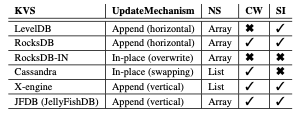 KVS UpdateMechanism NS CW SI
LevelDB Append (horizontal) Array ✖ ✓
RocksDB Append (horizontal) Array ✓ ✓
RocksDB-IN In-place (overwrite) Array ✖ ✖
Cassandra In-place (swapping) List ✓ ✖
X-engine Append (vertical) List ✓ ✓
JFDB (JellyFishDB) Append (vertical) Array ✓ ✓